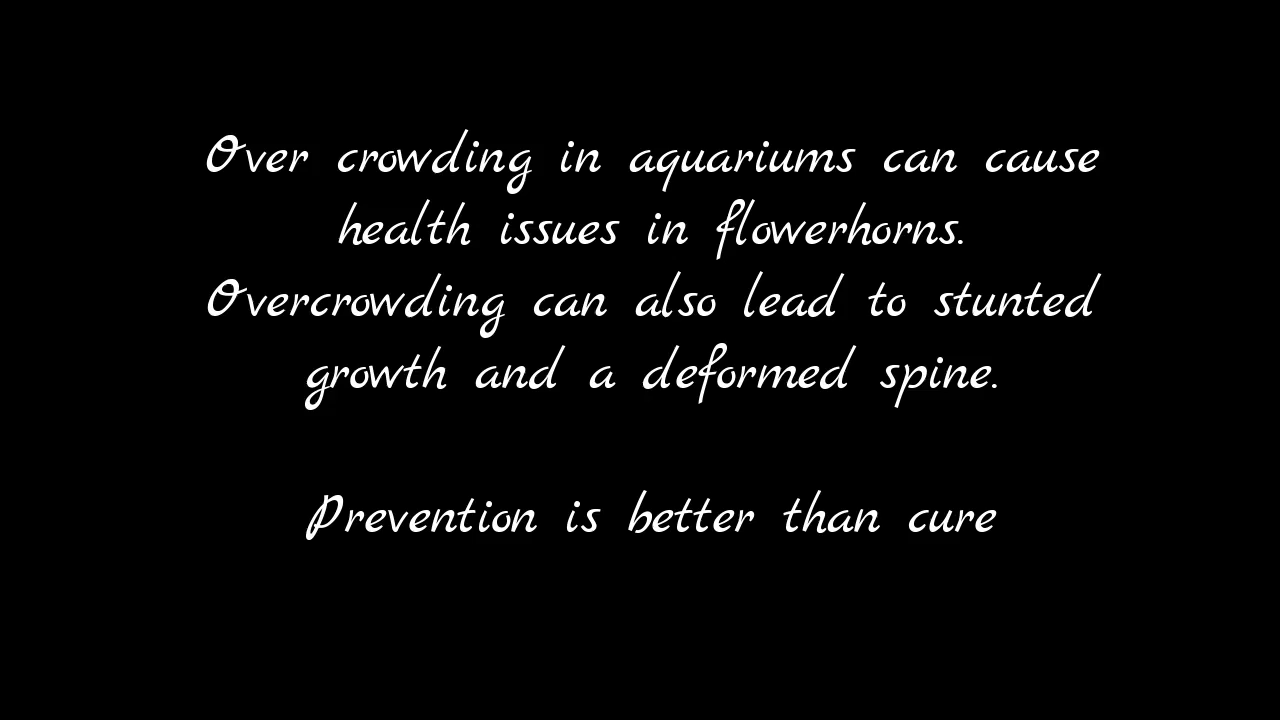 Over crowding in aquariums can cause
health issues in flowerhorns.
Overcrowding can also lead to stunted
growth and a deformed spine.
Prevention is better than cure